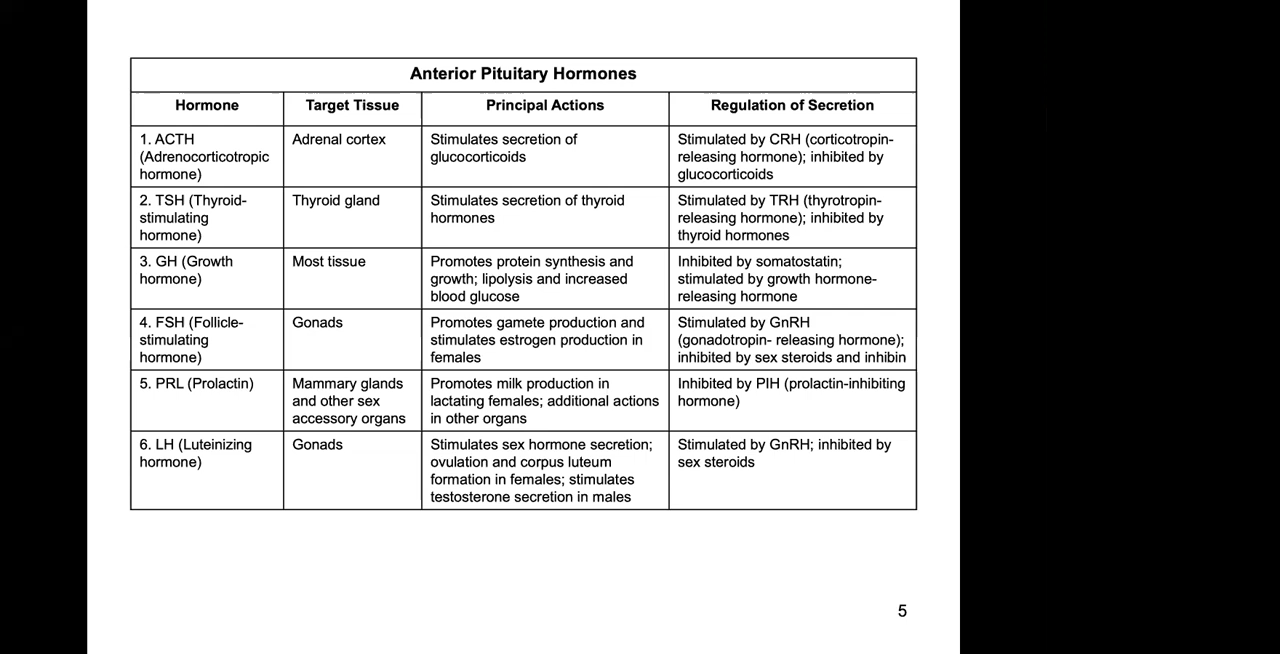 Anterior Pituitary Hormones
Hormone
Target Tissue
Principal Actions
Regulation of Secretion
1. ACTH
(Adrenocorticotropic
hormone)
Adrenal cortex
Stimulates secretion of
glucocorticoids
Stimulated by CRH (corticotropin-
releasing hormone); inhibited by
glucocorticoids
2. TSH (Thyroid-
stimulating
hormone)
Thyroid gland
Stimulates secretion of thyroid
hormones
Stimulated by TRH (thyrotropin-
releasing hormone); inhibited by
thyroid hormones
3. GH (Growth
hormone)
Most tissue
Promotes protein synthesis and
growth; lipolysis and increased
blood glucose
Inhibited by somatostatin;
stimulated by growth hormone-
releasing hormone
4. FSH (Follicle-
stimulating
hormone)
Gonads
Promotes gamete production and
stimulates estrogen production in
females
Stimulated by GnRH
(gonadotropin- releasing hormone);
inhibited by sex steroids and inhibin
5. PRL (Prolactin)
Mammary glands
and other sex
accessory organs
Promotes milk production in
lactating females; additional actions
in other organs
Inhibited by PIH (prolactin-inhibiting
hormone)
6. LH (Luteinizing
hormone)
Gonads
Stimulates sex hormone secretion;
ovulation and corpus luteum
formation in females; stimulates
testosterone secretion in males
Stimulated by GnRH; inhibited by
sex steroids
5